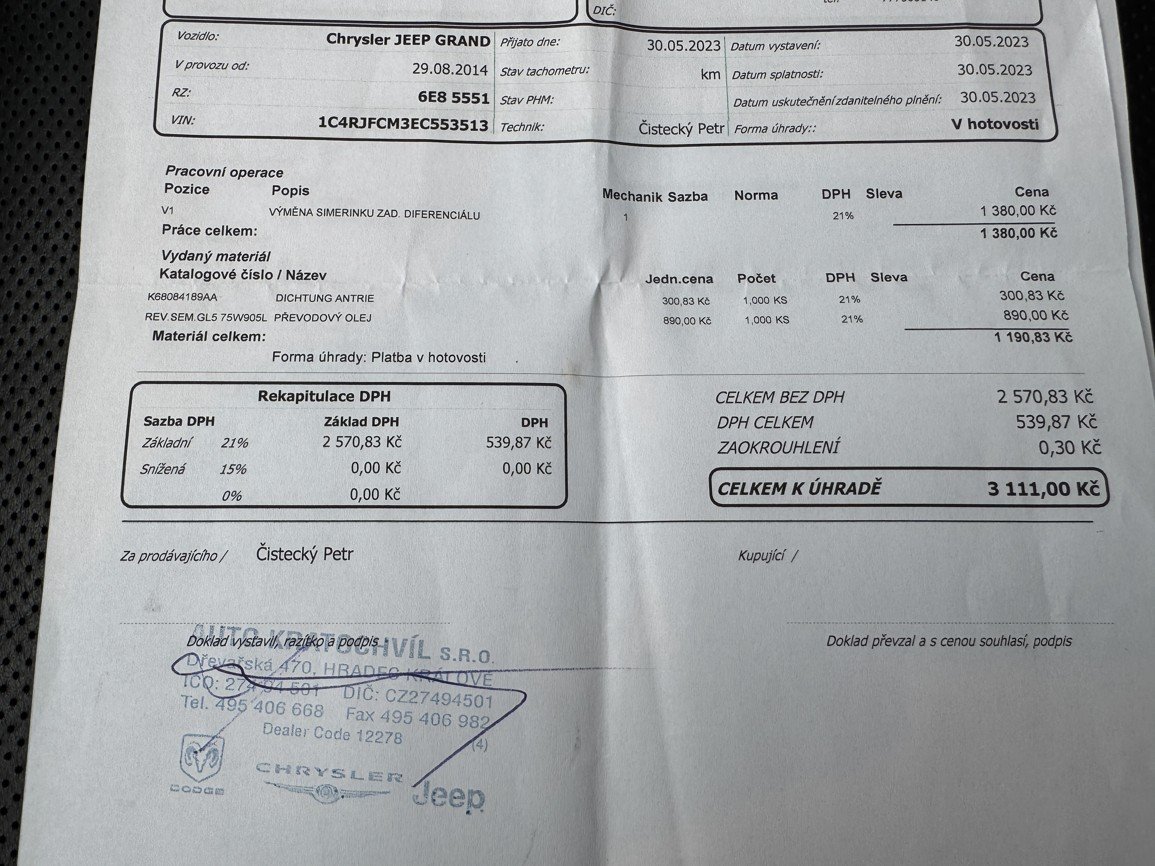 DIČ:
Vozidlo: Chrysler JEEP GRAND Přijato dne: 30.05.2023 Datum vystavení: 30.05.2023
V provozu od: 29.08.2014 Stav tachometru: km Datum splatnosti: 30.05.2023
RZ: 6E8 5551 Stav PHM: Datum uskutečnění zdanitelného plnění: 30.05.2023
VIN: 1C4RJFCM3EC553513 Technik: Čistecký Petr Forma úhrady:: V hotovosti
Pracovní operace
Pozice Popis Mechanik Sazba Norma DPH Sleva Cena
V1 VÝMĚNA SIMERINKU ZAD. DIFERENCIÁLU 1 21% 1 380,00 Kč
Práce celkem: 1 380,00 Kč
Vydaný materiál
Katalogové číslo / Název Jedn.cena Počet DPH Sleva Cena
K68084189AA DICHTUNG ANTRIE 300,83 Kč 1,000 KS 21% 300,83 Kč
REV.SEM.GL5 75W905L PŘEVODOVÝ OLEJ 890,00 Kč 1,000 KS 21% 890,00 Kč
Materiál celkem: 1 190,83 Kč
Forma úhrady: Platba v hotovosti
Rekapitulace DPH
Sazba DPH Základ DPH DPH
Základní 21% 2 570,83 Kč 539,87 Kč
Snížená 15% 0,00 Kč 0,00 Kč
0% 0,00 Kč
CELKEM BEZ DPH 2 570,83 Kč
DPH CELKEM 539,87 Kč
ZAOKROUHLENÍ 0,30 Kč
CELKEM K ÚHRADĚ 3 111,00 Kč
Za prodávajícího / Čistecký Petr Kupující /
Doklad vystavil, razítko a podpis Doklad převzal a s cenou souhlasí, podpis
AUTO KRATOCHVÍL S.R.O.
Dřevařská 470, HRADEC KRÁLOVÉ
IČO: 274 94 501 DIČ: CZ27494501
Tel. 495 406 668 Fax 495 406 982
Dealer Code 12278 (4)
DODGE CHRYSLER Jeep